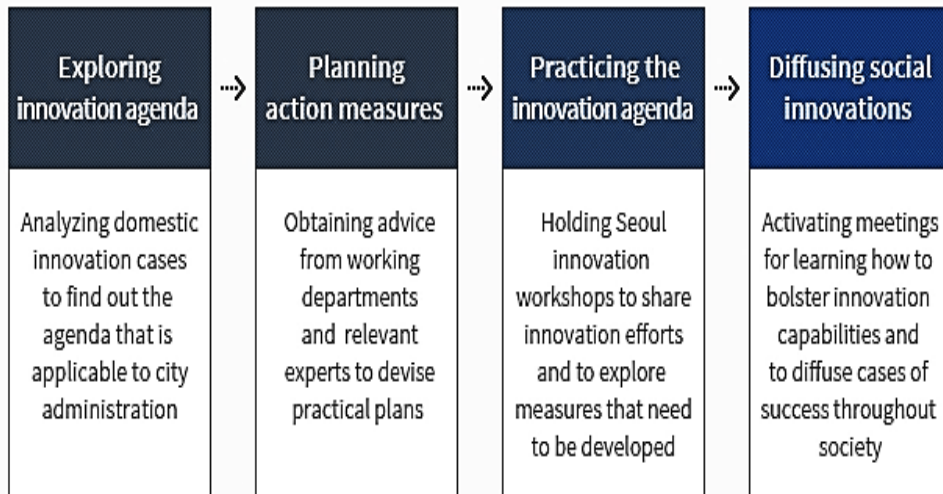 Exploring
innovation agenda
Analyzing domestic
innovation cases
to find out the
agenda that is
applicable to city
administration
Planning
action measures
Obtaining advice
from working
departments
and relevant
experts to devise
practical plans
Practicing the
innovation agenda
Holding Seoul
innovation
workshops to share
innovation efforts
and to explore
measures that need
to be developed
Diffusing social
innovations
Activating meetings
for learning how to
bolster innovation
capabilities and
to diffuse cases of
success throughout
society